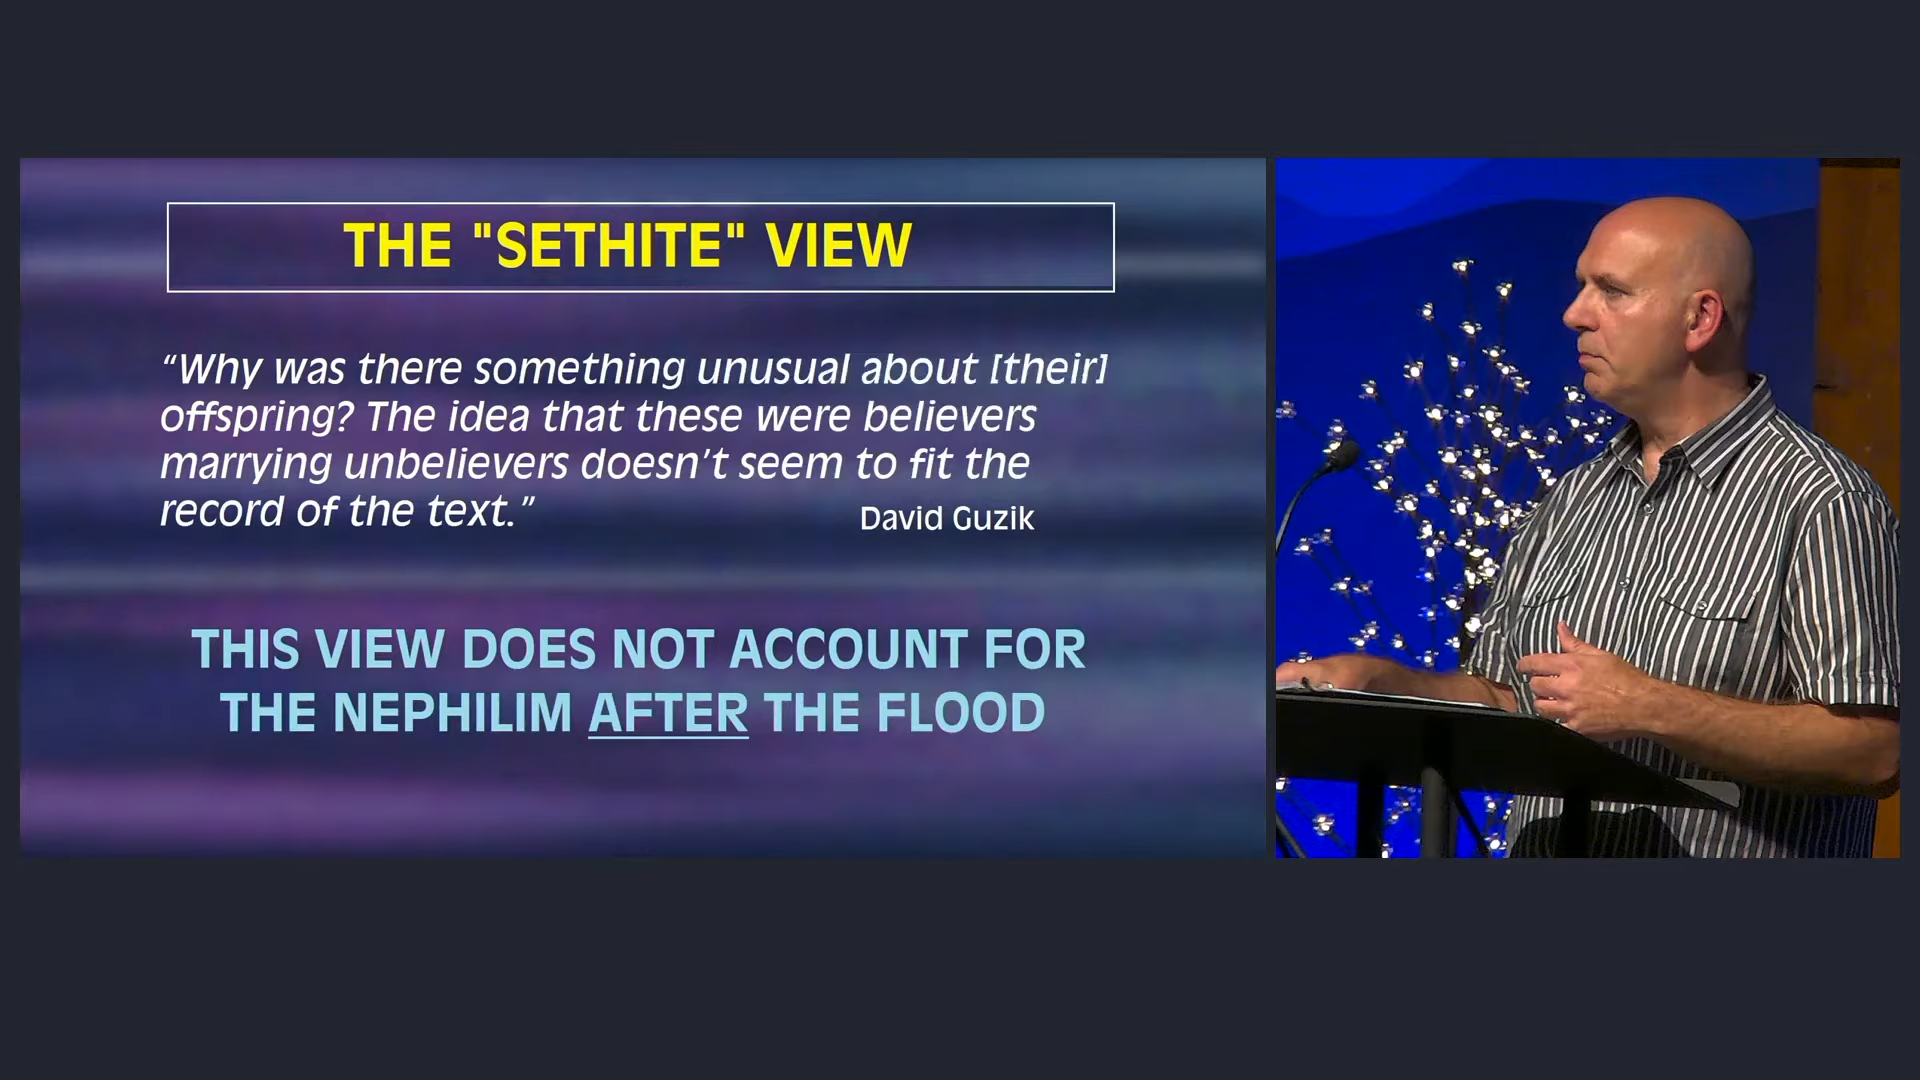 THE "SETHITE" VIEW
“Why was there something unusual about [their]
offspring? The idea that these were believers
marrying unbelievers doesn’t seem to fit the
record of the text.”
David Guzik
THIS VIEW DOES NOT ACCOUNT FOR
THE NEPHILIM AFTER THE FLOOD